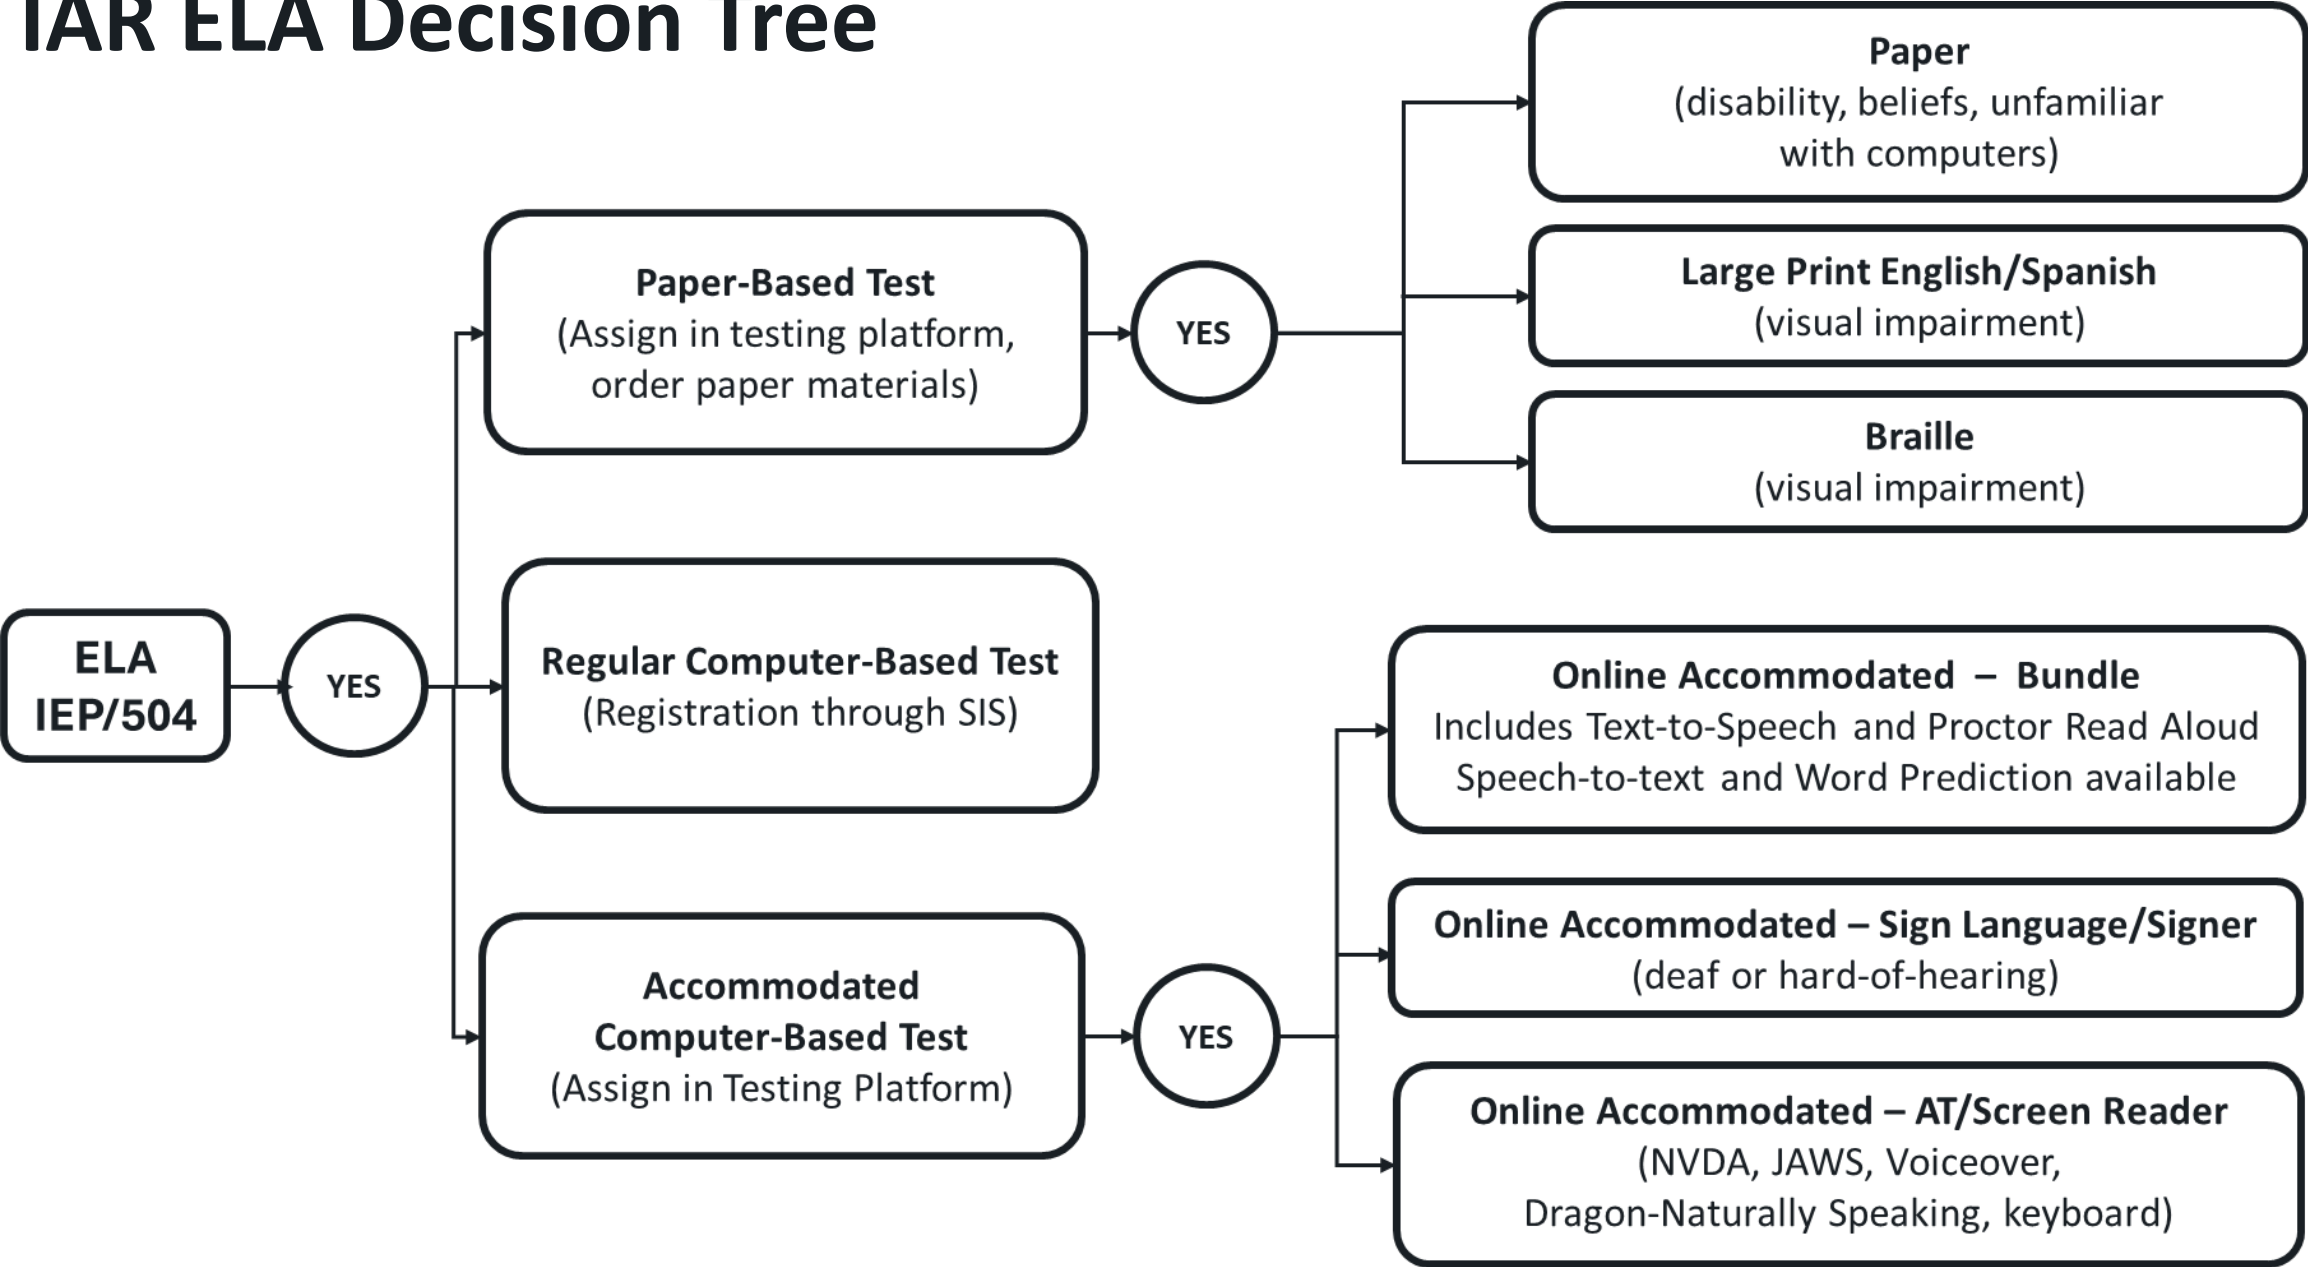 IAR ELA Decision Tree
ELA
IEP/504
YES
Paper-Based Test
(Assign in testing platform,
order paper materials)
YES
Paper
(disability, beliefs, unfamiliar
with computers)
Large Print English/Spanish
(visual impairment)
Braille
(visual impairment)
Regular Computer-Based Test
(Registration through SIS)
Accommodated
Computer-Based Test
(Assign in Testing Platform)
YES
Online Accommodated – Bundle
Includes Text-to-Speech and Proctor Read Aloud
Speech-to-text and Word Prediction available
Online Accommodated – Sign Language/Signer
(deaf or hard-of-hearing)
Online Accommodated – AT/Screen Reader
(NVDA, JAWS, Voiceover,
Dragon-Naturally Speaking, keyboard)